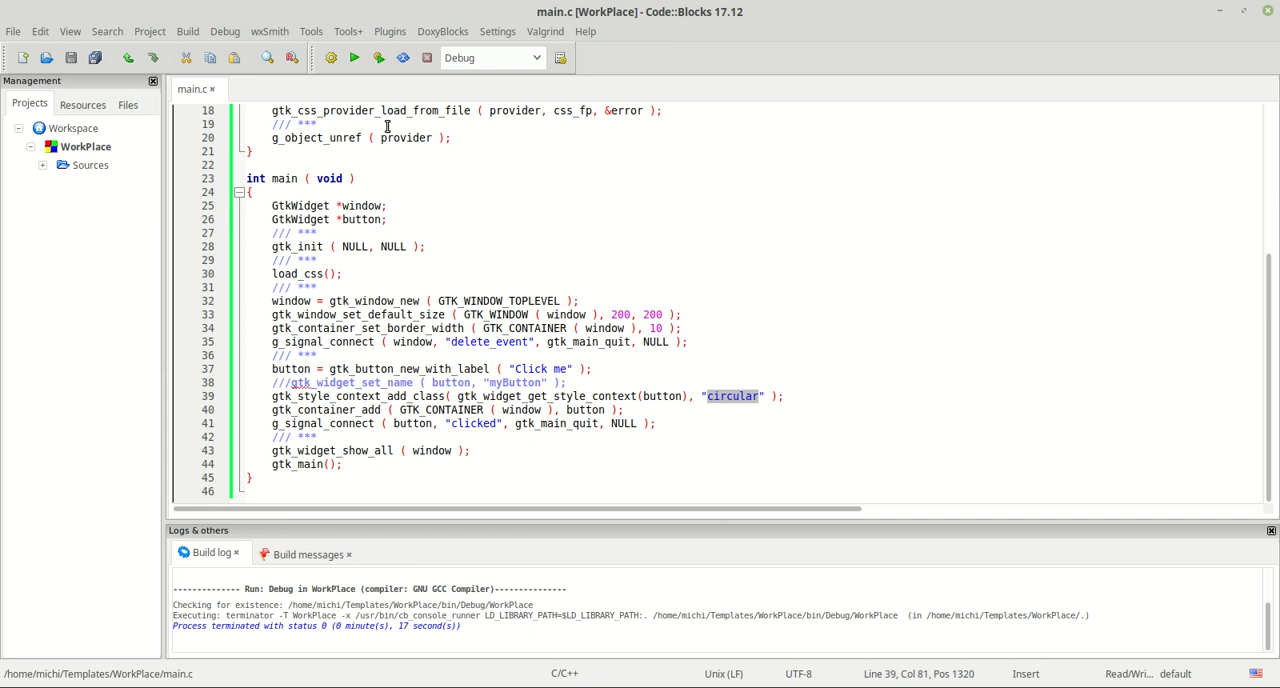 main.c [WorkPlace] - Code::Blocks 17.12
File Edit View Search Project Build Debug wxSmith Tools Tools+ Plugins DoxyBlocks Settings Valgrind Help
Debug
Management
Projects Resources Files
Workspace
WorkPlace
Sources
main.c
18 gtk_css_provider_load_from_file ( provider, css_fp, &error );
19 /// ***
20 g_object_unref ( provider );
21 }
22
23 int main ( void )
24 {
25 GtkWidget *window;
26 GtkWidget *button;
27 /// ***
28 gtk_init ( NULL, NULL );
29 /// ***
30 load_css();
31 /// ***
32 window = gtk_window_new ( GTK_WINDOW_TOPLEVEL );
33 gtk_window_set_default_size ( GTK_WINDOW ( window ), 200, 200 );
34 gtk_container_set_border_width ( GTK_CONTAINER ( window ), 10 );
35 g_signal_connect ( window, "delete_event", gtk_main_quit, NULL );
36 /// ***
37 button = gtk_button_new_with_label ( "Click me" );
38 ///gtk_widget_set_name ( button, "myButton" );
39 gtk_style_context_add_class( gtk_widget_get_style_context(button), "circular" );
40 gtk_container_add ( GTK_CONTAINER ( window ), button );
41 g_signal_connect ( button, "clicked", gtk_main_quit, NULL );
42 /// ***
43 gtk_widget_show_all ( window );
44 gtk_main();
45 }
46
Logs & others
Build log Build messages
-------------- Run: Debug in WorkPlace (compiler: GNU GCC Compiler)---------------
Checking for existence: /home/michi/Templates/WorkPlace/bin/Debug/WorkPlace
Executing: terminator -T WorkPlace -x /usr/bin/cb_console_runner LD_LIBRARY_PATH=$LD_LIBRARY_PATH:. /home/michi/Templates/WorkPlace/bin/Debug/WorkPlace  (in /home/michi/Templates/WorkPlace/.)
Process terminated with status 0 (0 minute(s), 17 second(s))
/home/michi/Templates/WorkPlace/main.c C/C++ Unix (LF) UTF-8 Line 39, Col 81, Pos 1320 Insert Read/Wri... default